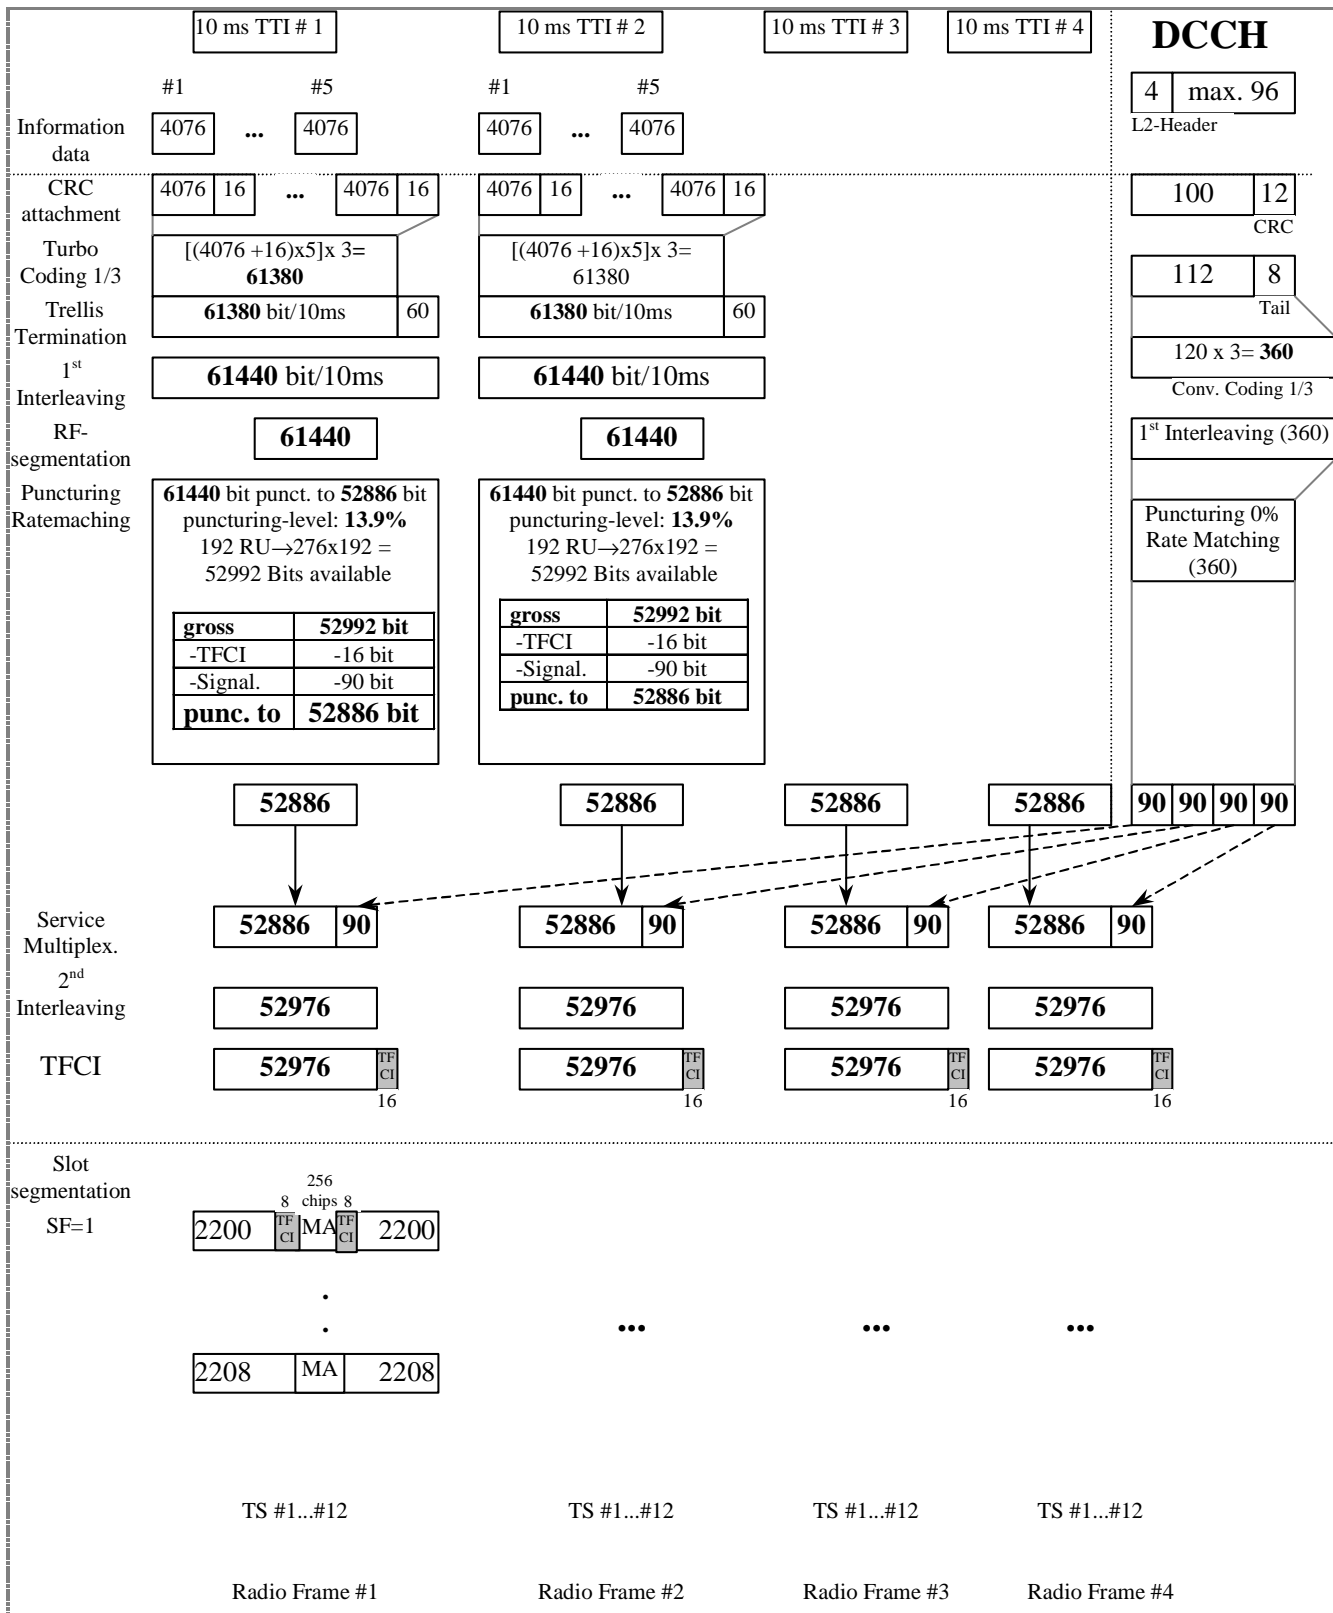 10 ms TTI # 1 10 ms TTI # 2 10 ms TTI # 3 10 ms TTI # 4 DCCH
#1 #5 #1 #5
4 max. 96
L2-Header
Information
data
4076 ... 4076 4076 ... 4076
CRC
attachment
4076 16 ... 4076 16 4076 16 ... 4076 16
100 12
CRC
Turbo
Coding 1/3
[(4076 +16)x5]x 3=
61380
[(4076 +16)x5]x 3=
61380
112 8
Tail
Trellis
Termination
61380 bit/10ms 60 61380 bit/10ms 60
120 x 3= 360
Conv. Coding 1/3
1st
Interleaving
61440 bit/10ms 61440 bit/10ms
RF-
segmentation
61440 61440
1st Interleaving (360)
Puncturing
Ratemaching
61440 bit punct. to 52886 bit
puncturing-level: 13.9%
192 RU→276x192 =
52992 Bits available
gross 52992 bit
-TFCI -16 bit
-Signal. -90 bit
punc. to 52886 bit
61440 bit punct. to 52886 bit
puncturing-level: 13.9%
192 RU→276x192 =
52992 Bits available
gross 52992 bit
-TFCI -16 bit
-Signal. -90 bit
punc. to 52886 bit
Puncturing 0%
Rate Matching
(360)
52886 52886 52886 52886 90 90 90 90
Service
Multiplex.
52886 90 52886 90 52886 90 52886 90
2nd
Interleaving
52976 52976 52976 52976
TFCI
52976 TF CI 52976 TF CI 52976 TF CI 52976 TF CI
16 16 16 16
Slot
segmentation
SF=1
256
8 chips 8
2200 TF CI MA TF CI 2200
.
. ... ... ...
2208 MA 2208
TS #1...#12 TS #1...#12 TS #1...#12 TS #1...#12
Radio Frame #1 Radio Frame #2 Radio Frame #3 Radio Frame #4